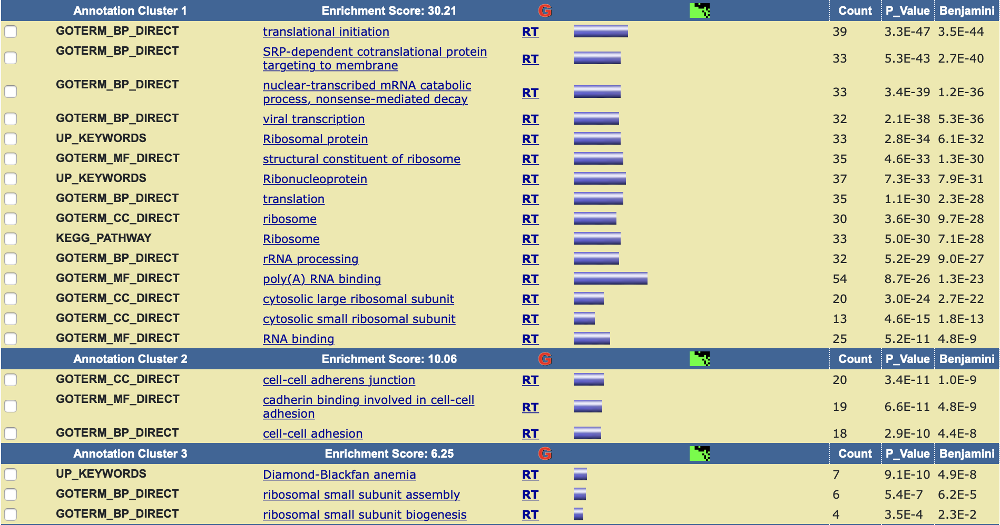 Annotation Cluster 1 Enrichment Score: 30.21 G Count P_Value Benjamini
GOTERM_BP_DIRECT translational initiation RT 39 3.3E-47 3.5E-44
GOTERM_BP_DIRECT SRP-dependent cotranslational protein
targeting to membrane RT 33 5.3E-43 2.7E-40
GOTERM_BP_DIRECT nuclear-transcribed mRNA catabolic
process, nonsense-mediated decay RT 33 3.4E-39 1.2E-36
GOTERM_BP_DIRECT viral transcription RT 32 2.1E-38 5.3E-36
UP_KEYWORDS Ribosomal protein RT 33 2.8E-34 6.1E-32
GOTERM_MF_DIRECT structural constituent of ribosome RT 35 4.6E-33 1.3E-30
UP_KEYWORDS Ribonucleoprotein RT 37 7.3E-33 7.9E-31
GOTERM_BP_DIRECT translation RT 35 1.1E-30 2.3E-28
GOTERM_CC_DIRECT ribosome RT 30 3.6E-30 9.7E-28
KEGG_PATHWAY Ribosome RT 33 5.0E-30 7.1E-28
GOTERM_BP_DIRECT rRNA processing RT 32 5.2E-29 9.0E-27
GOTERM_MF_DIRECT poly(A) RNA binding RT 54 8.7E-26 1.3E-23
GOTERM_CC_DIRECT cytosolic large ribosomal subunit RT 20 3.0E-24 2.7E-22
GOTERM_CC_DIRECT cytosolic small ribosomal subunit RT 13 4.6E-15 1.8E-13
GOTERM_MF_DIRECT RNA binding RT 25 5.2E-11 4.8E-9
Annotation Cluster 2 Enrichment Score: 10.06 G Count P_Value Benjamini
GOTERM_CC_DIRECT cell-cell adherens junction RT 20 3.4E-11 1.0E-9
GOTERM_MF_DIRECT cadherin binding involved in cell-cell
adhesion RT 19 6.6E-11 4.8E-9
GOTERM_BP_DIRECT cell-cell adhesion RT 18 2.9E-10 4.4E-8
Annotation Cluster 3 Enrichment Score: 6.25 G Count P_Value Benjamini
UP_KEYWORDS Diamond-Blackfan anemia RT 7 9.1E-10 4.9E-8
GOTERM_BP_DIRECT ribosomal small subunit assembly RT 6 5.4E-7 6.2E-5
GOTERM_BP_DIRECT ribosomal small subunit biogenesis RT 4 3.5E-4 2.3E-2